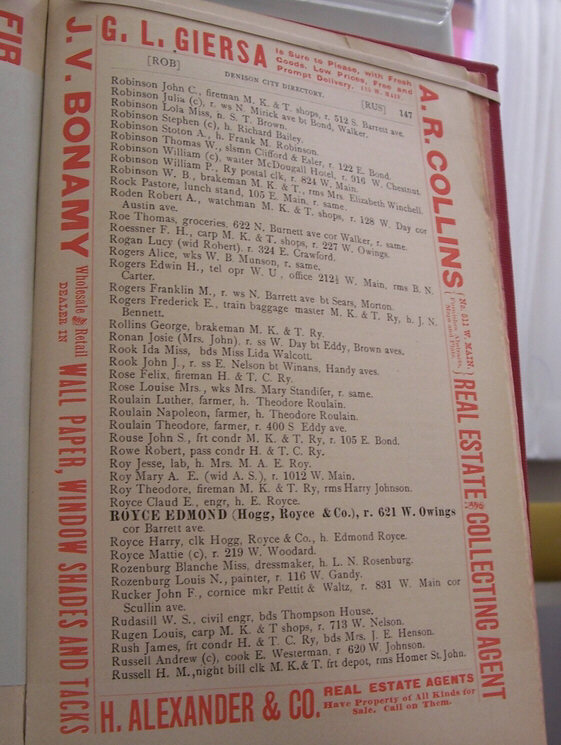 G. L. GIERSA
Is Sure to Please, with Fresh
Goods, Low Prices, Free and
Prompt Delivery.
[ROB]
DENISON CITY DIRECTORY.
[RUS] 147
Robinson John C., fireman M. K. & T. shops, r. 512 S. Barrett ave.
Robinson Julia (c), r. ws N. Mirick ave bt Bond, Walker.
Robinson Lola Miss, h. S. T. Brown.
Robinson Stephen (c), h. Richard Bailey.
Robinson Stoton A., h. Frank M. Robinson.
Robinson Thomas W., slsmn Clifford & Esler, r. 122 E. Bond.
Robinson William (c), waiter McDougall Hotel, r. 916 W. Chestnut.
Robinson William P., Ry postal clk, r. 824 W. Main.
Robinson W. B., brakeman M. K. & T., rms Mrs. Elizabeth Winchell.
Rock Pastore, lunch stand, 105 E. Main, r. same.
Roden Robert A., watchman M. K. & T. shops, r. 128 W. Day cor
Austin ave.
Roe Thomas, groceries, 622 N. Burnett ave cor Walker, r. same.
Roessner F. H., carp M. K. & T. shops, r. 227 W. Owings.
Rogan Lucy (wid Robert), r. 324 E. Crawford.
Rogers Alice, wks W. B. Munson, r. same.
Rogers Edwin H., tel opr W. U., office 212½ W. Main, rms B. N.
Carter.
Rogers Franklin M., r. ws N. Barrett ave bt Sears, Morton.
Rogers Frederick E., train baggage master M. K. & T. Ry, h. J. N.
Bennett.
Rollins George, brakeman M. K. & T. Ry.
Ronan Josie (Mrs. John), r. ss W. Day bt Eddy, Brown aves.
Rook Ida Miss, bds Miss Lida Walcott.
Rook John J., r. ss E. Nelson bt Winans, Handy aves.
Rose Felix, fireman H. & T. C. Ry.
Rose Louise Mrs., wks Mrs. Mary Standifer, r. same.
Roulain Luther, farmer, h. Theodore Roulain.
Roulain Napoleon, farmer, h. Theodore Roulain.
Roulain Theodore, farmer, r. 400 S Eddy ave.
Rouse John S., frt condr M. K. & T. Ry, r. 105 E. Bond.
Rowe Robert, pass condr H. & T. C. Ry.
Roy Jesse, lab, h. Mrs. M. A. E. Roy.
Roy Mary A. E. (wid A. S.), r. 1012 W. Main.
Roy Theodore, fireman M. K. & T. Ry, rms Harry Johnson.
Royce Claud E., engr, h. E. Royce.
ROYCE EDMOND (Hogg, Royce & Co.), r. 621 W. Owings
cor Barrett ave.
Royce Harry, clk Hogg, Royce & Co., h. Edmond Royce.
Royce Mattie (c), r. 219 W. Woodard.
Rozenburg Blanche Miss, dressmaker, h. L. N. Rosenburg.
Rozenburg Louis N., painter, r. 116 W. Gandy.
Rucker John F., cornice mkr Pettit & Waltz, r. 831 W. Main cor
Scullin ave.
Rudasill W. S., civil engr, bds Thompson House.
Rugen Louis, carp M. K. & T shops, r. 713 W. Nelson.
Rush James, frt condr H. & T. C. Ry, bds Mrs. J. E. Henson.
Russell Andrew (c), cook E. Westerman, r 620 W. Johnson.
Russell H. M., night bill clk M. K. & T. frt depot, rms Homer St. John.
H. ALEXANDER & CO.
REAL ESTATE AGENTS
Have Property of All Kinds for
Sale. Call on Them.
J. V. BONAMY
Wholesale and Retail
DEALER IN
WALL PAPER, WINDOW SHADES AND TACKS
A. R. COLLINS
No. 511 W. MAIN,
REAL ESTATE AND COLLECTING AGENT
FIR